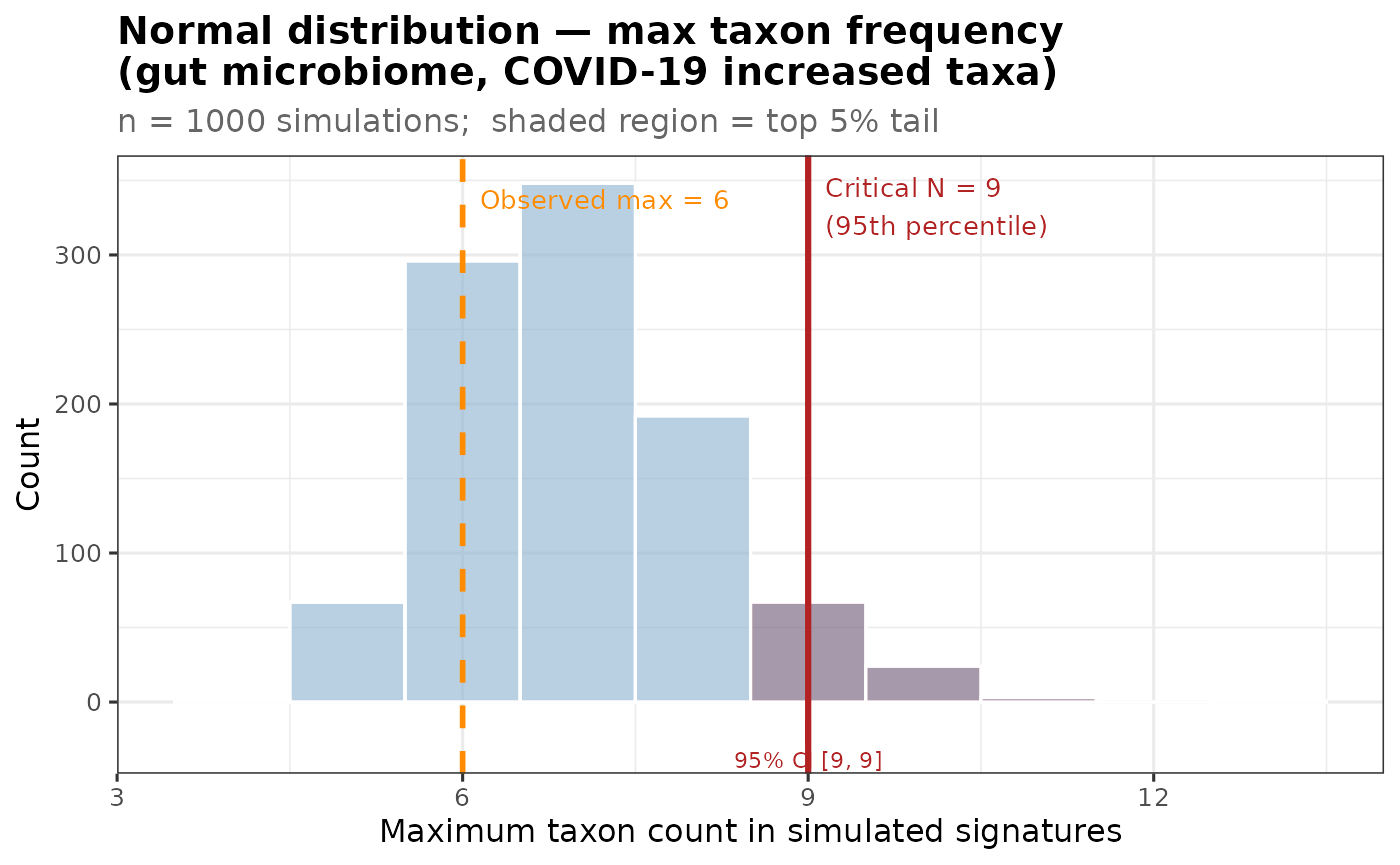 Normal distribution — max taxon frequency
(gut microbiome, COVID-19 increased taxa)
n = 1000 simulations;  shaded region = top 5% tail
Observed max = 6
Critical N = 9
(95th percentile)
300
200
100
0
Count
95% CI [9, 9]
3
6
9
12
Maximum taxon count in simulated signatures